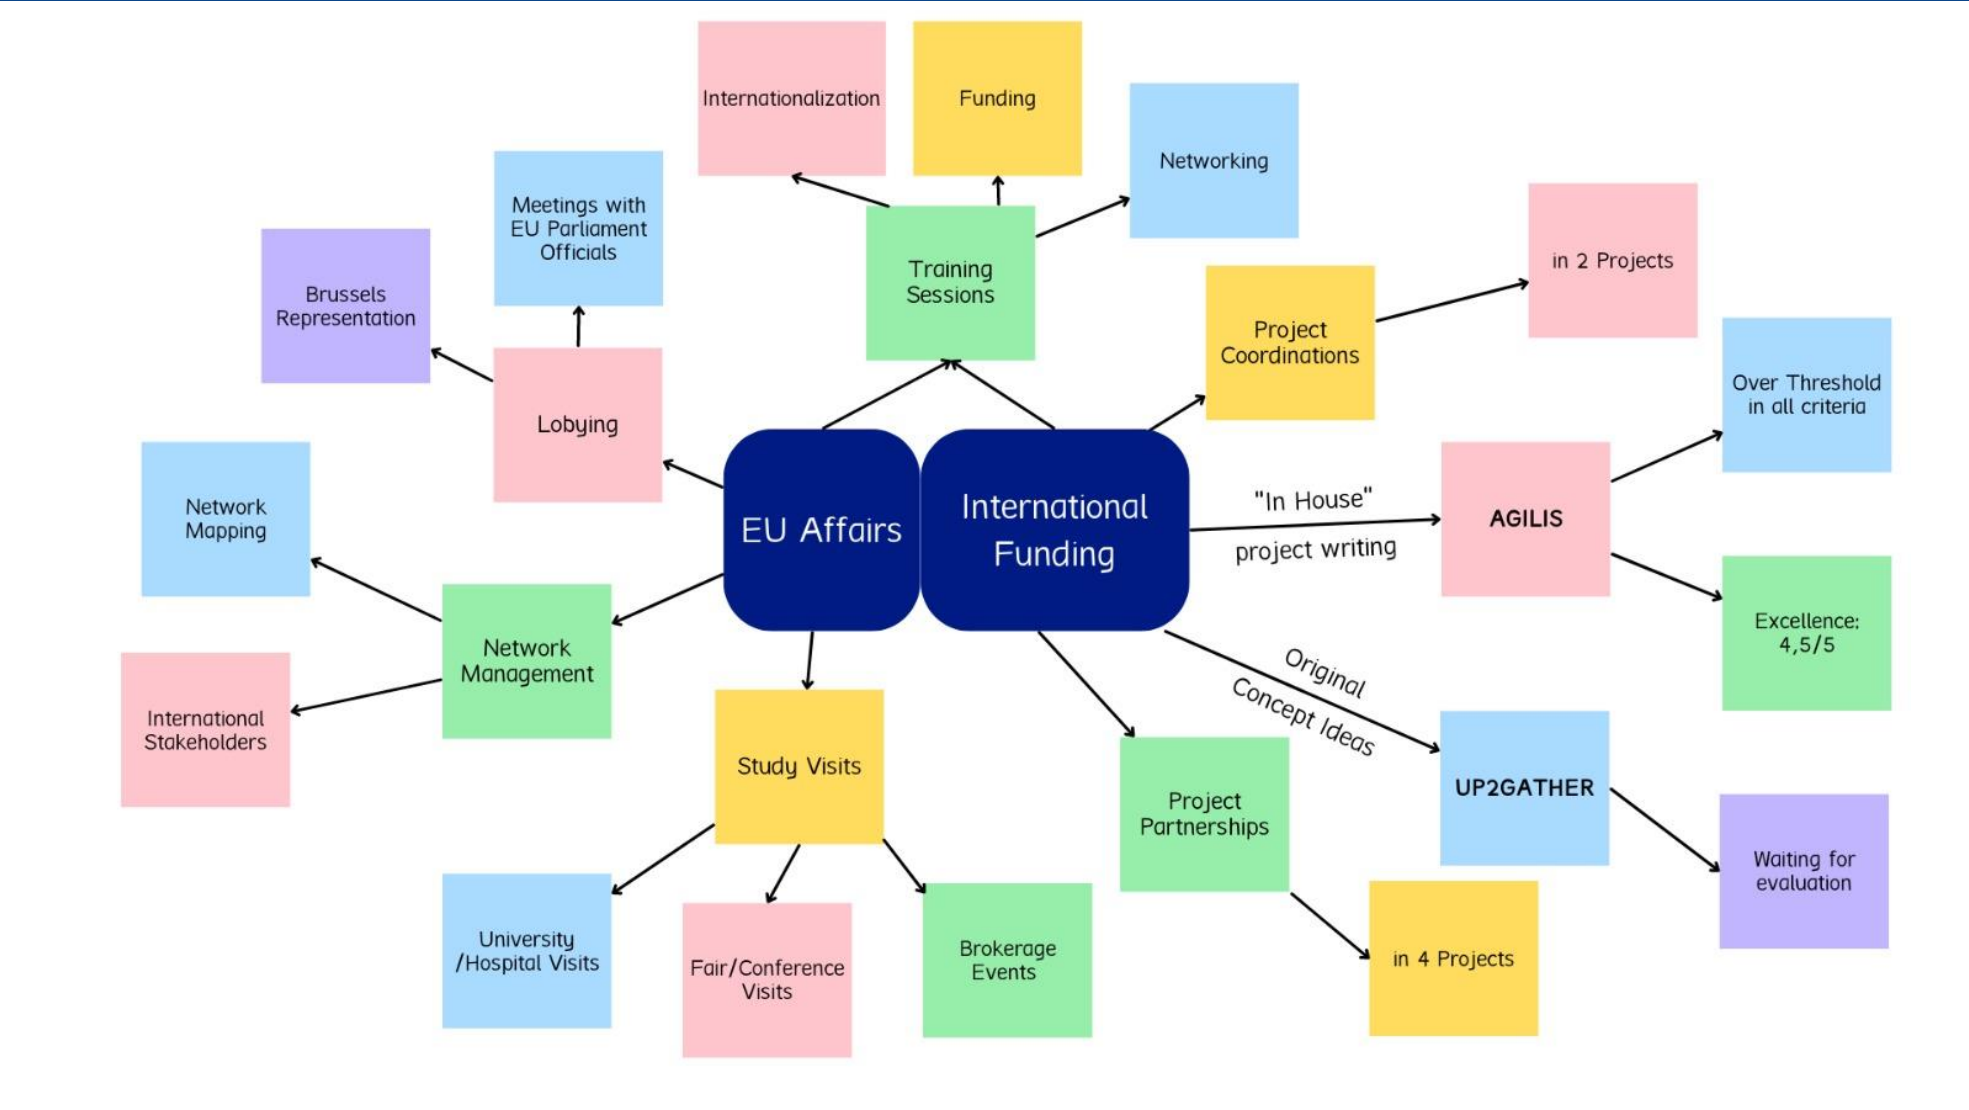 Internationalization
Funding
Networking
Meetings with
EU Parliament
Officials
Brussels
Representation
Training
Sessions
in 2 Projects
Project
Coordinations
Over Threshold
in all criteria
Lobying
Network
Mapping
EU Affairs
International
Funding
"In House"
project writing
AGILIS
Excellence:
4,5/5
Network
Management
International
Stakeholders
Study Visits
Original
Concept Ideas
UP2GATHER
Project
Partnerships
Waiting for
evaluation
University
/Hospital Visits
Fair/Conference
Visits
Brokerage
Events
in 4 Projects